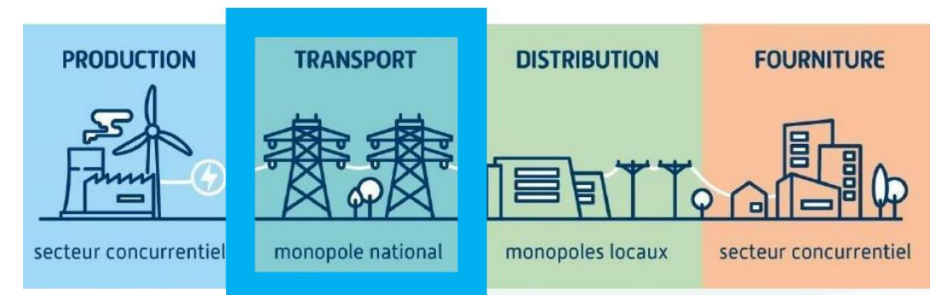 PRODUCTION
TRANSPORT
DISTRIBUTION
FOURNITURE
secteur concurrentiel
monopole national
monopoles locaux
secteur concurrentiel